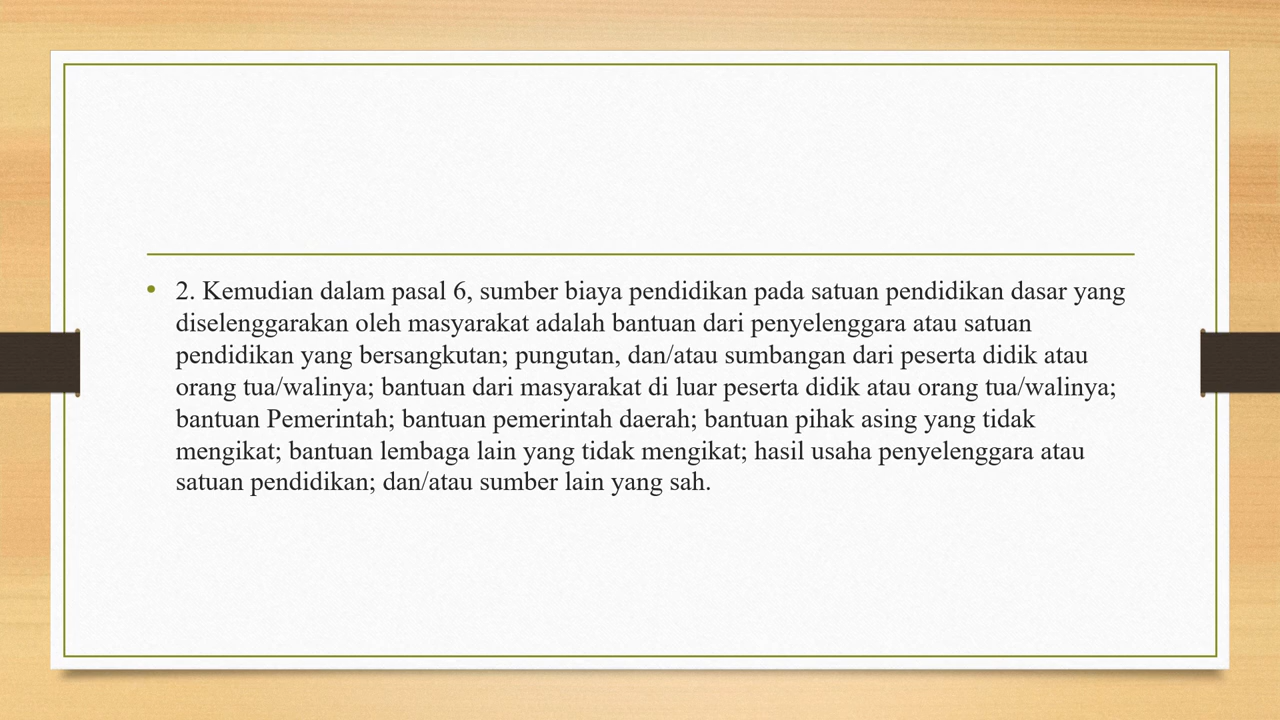 • 2. Kemudian dalam pasal 6, sumber biaya pendidikan pada satuan pendidikan dasar yang
diselenggarakan oleh masyarakat adalah bantuan dari penyelenggara atau satuan
pendidikan yang bersangkutan; pungutan, dan/atau sumbangan dari peserta didik atau
orang tua/walinya; bantuan dari masyarakat di luar peserta didik atau orang tua/walinya;
bantuan Pemerintah; bantuan pemerintah daerah; bantuan pihak asing yang tidak
mengikat; bantuan lembaga lain yang tidak mengikat; hasil usaha penyelenggara atau
satuan pendidikan; dan/atau sumber lain yang sah.